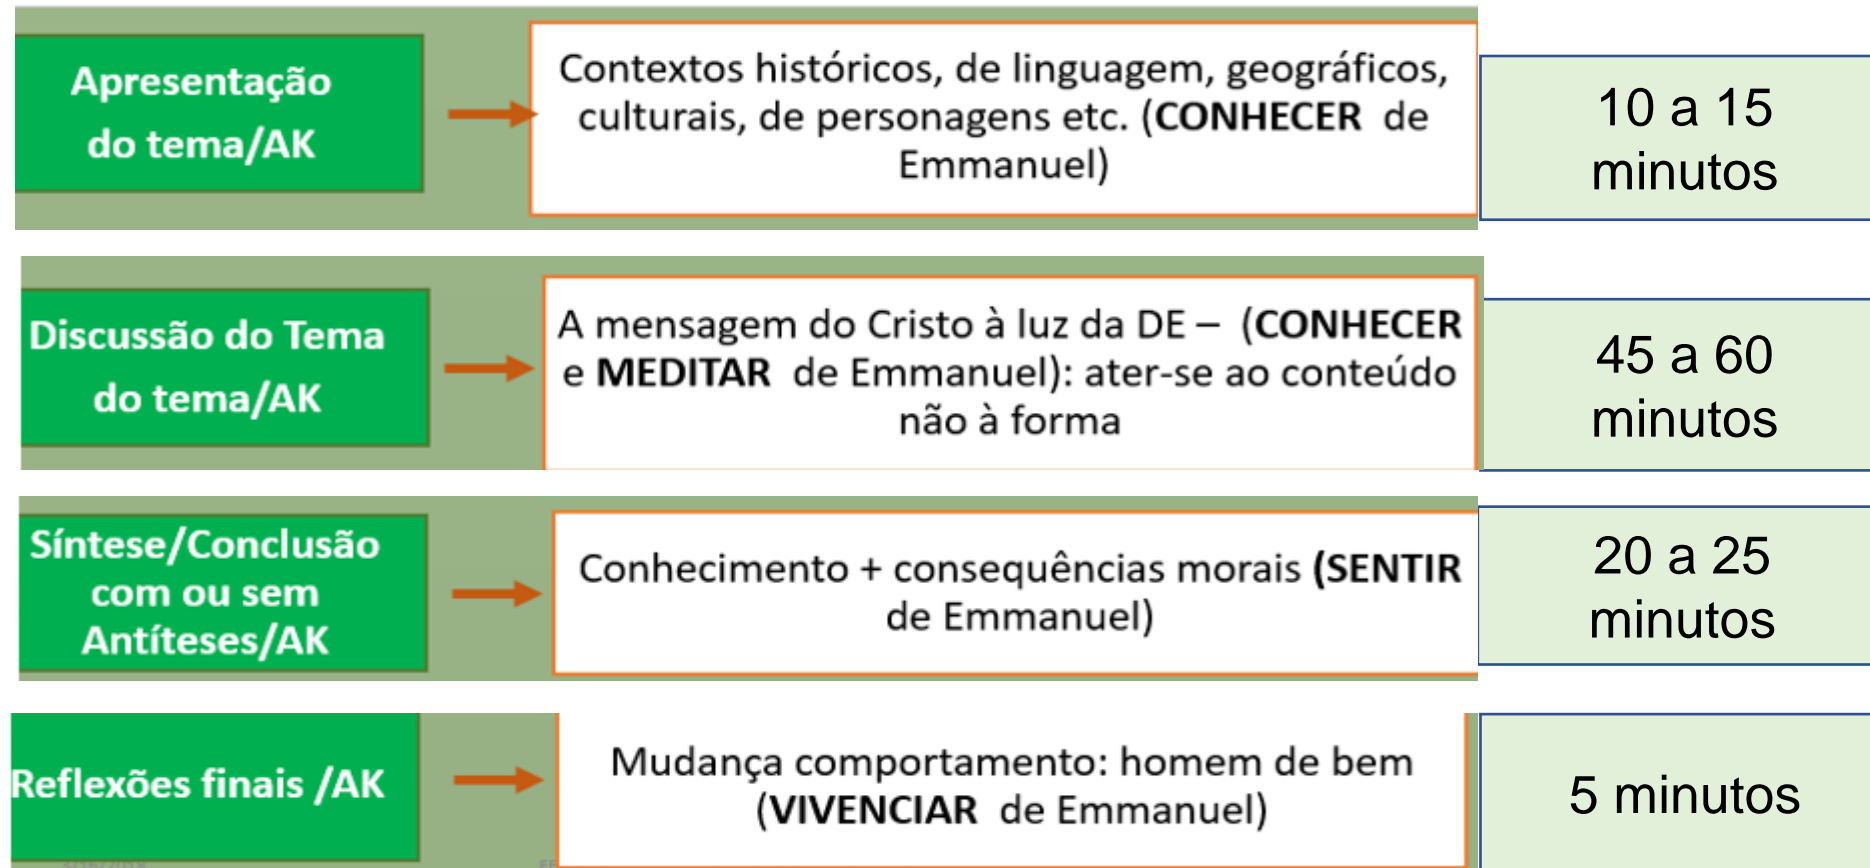 Apresentação
do tema/AK
Contextos históricos, de linguagem, geográficos,
culturais, de personagens etc. (CONHECER de
Emmanuel)
10 a 15
minutos
Discussão do Tema
do tema/AK
A mensagem do Cristo à luz da DE – (CONHECER
e MEDITAR de Emmanuel): ater-se ao conteúdo
não à forma
45 a 60
minutos
Síntese/Conclusão
com ou sem
Antíteses/AK
Conhecimento + consequências morais (SENTIR
de Emmanuel)
20 a 25
minutos
Reflexões finais /AK
Mudança comportamento: homem de bem
(VIVENCIAR de Emmanuel)
5 minutos